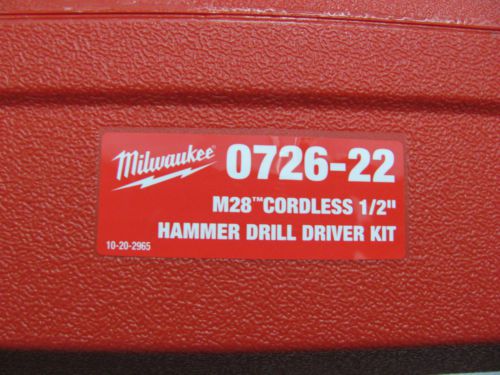 Milwaukee 0726-22
M28™CORDLESS 1/2"
HAMMER DRILL DRIVER KIT
10-20-2965